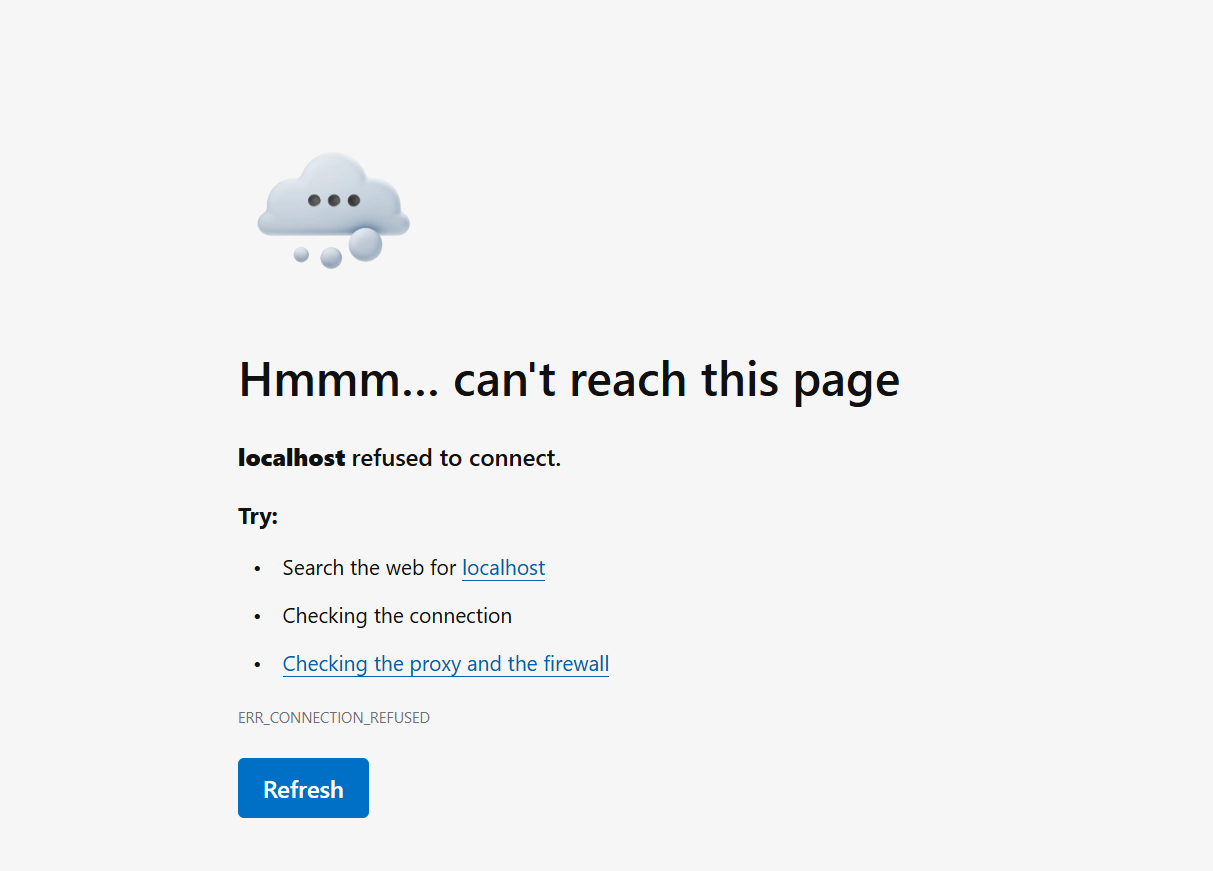 Hmmm... can't reach this page
localhost refused to connect.
Try:
• Search the web for localhost
• Checking the connection
• Checking the proxy and the firewall
ERR_CONNECTION_REFUSED
Refresh